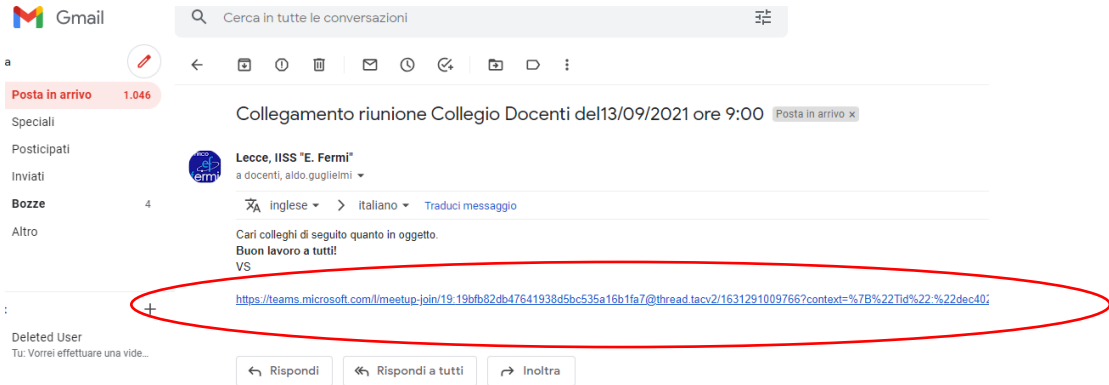 Gmail
Cerca in tutte le conversazioni
a
Posta in arrivo 1.046
Speciali
Posticipati
Inviati
Bozze 4
Altro
:
Deleted User
Tu: Vorrei effettuare una vide...
Collegamento riunione Collegio Docenti del13/09/2021 ore 9:00 Posta in arrivo x
Lecce, IISS "E. Fermi"
a docenti, aldo.guglielmi
inglese > italiano Traduci messaggio
Cari colleghi di seguito quanto in oggetto.
Buon lavoro a tutti!
VS
https://teams.microsoft.com/l/meetup-join/19:19bfb82db47641938d5bc535a16b1fa7@thread.tacv2/1631291009766?context=%7B%22Tid%22:%22dec402
Rispondi Rispondi a tutti Inoltra